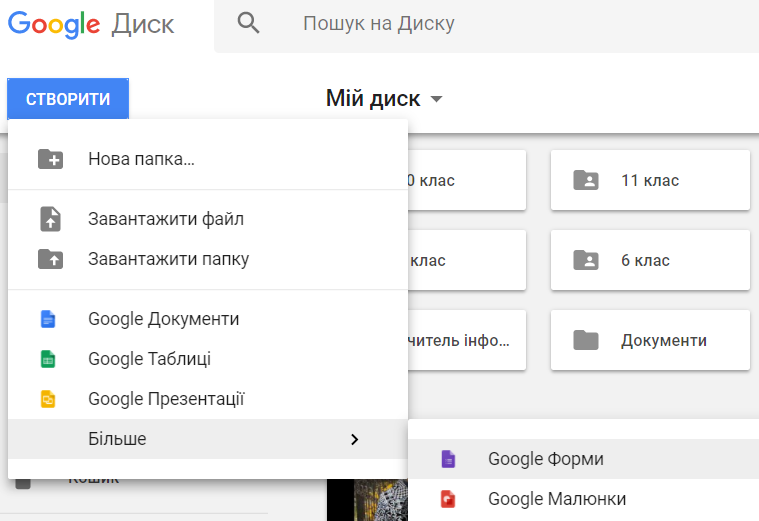 Google Диск
Пошук на Диску
СТВОРИТИ
Мій диск
Нова папка...
Завантажити файл
Завантажити папку
Google Документи
Google Таблиці
Google Презентації
Більше
Google Форми
Google Малюнки
0 клас
11 клас
клас
6 клас
читель інфо...
Документи
Кошик